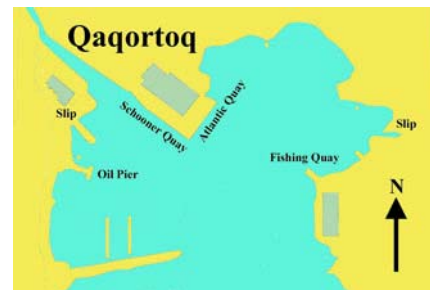 Qaqortoq
Schooner Quay
Atlantic Quay
Slip
Slip
Fishing Quay
Oil Pier
N